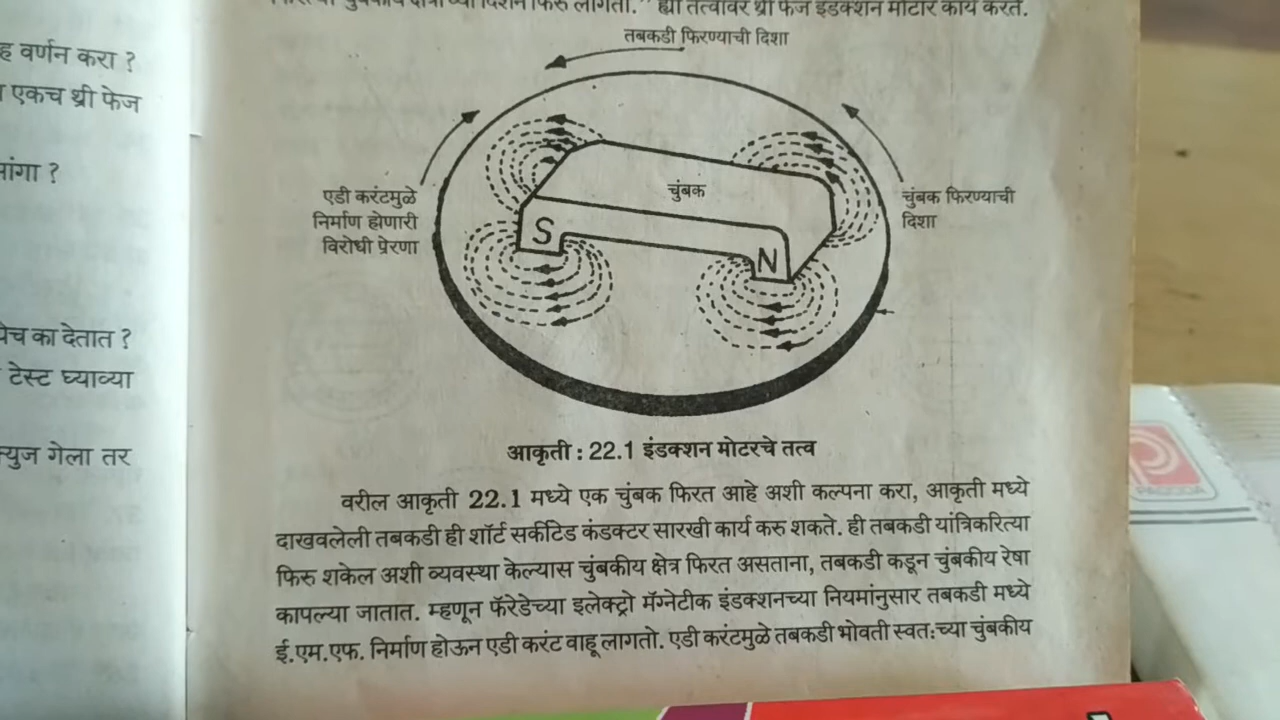 ह वर्णन करा ?
एकच थ्री फेज
टेस्ट घ्याव्या
गेला तर
ह्या तत्वावर थ्री फेज इंडक्शन मोटार कार्य करते.
तबकडी फिरण्याची दिशा
चुंबक
एडी करंटमुळे
निर्माण होणारी
विरोधी प्रेरणा
चुंबक फिरण्याची
दिशा
S
N
आकृती : 22.1 इंडक्शन मोटरचे तत्व
वरील आकृती 22.1 मध्ये एक चुंबक फिरत आहे अशी कल्पना करा, आकृती मध्ये
दाखवलेली तबकडी ही शॉर्ट सर्कीटिड कंडक्टर सारखी कार्य करु शकते. ही तबकडी यांत्रिकरित्या
फिरु शकेल अशी व्यवस्था केल्यास चुंबकीय क्षेत्र फिरत असताना, तबकडी कडून चुंबकीय रेषा
कापल्या जातात. म्हणून फॅरेडेच्या इलेक्ट्रो मॅग्नेटीक इंडक्शनच्या नियमांनुसार तबकडी मध्ये
ई.एम.एफ. निर्माण होऊन एडी करंट वाहू लागतो. एडी करंटमुळे तबकडी भोवती स्वत:च्या चुंबकीय